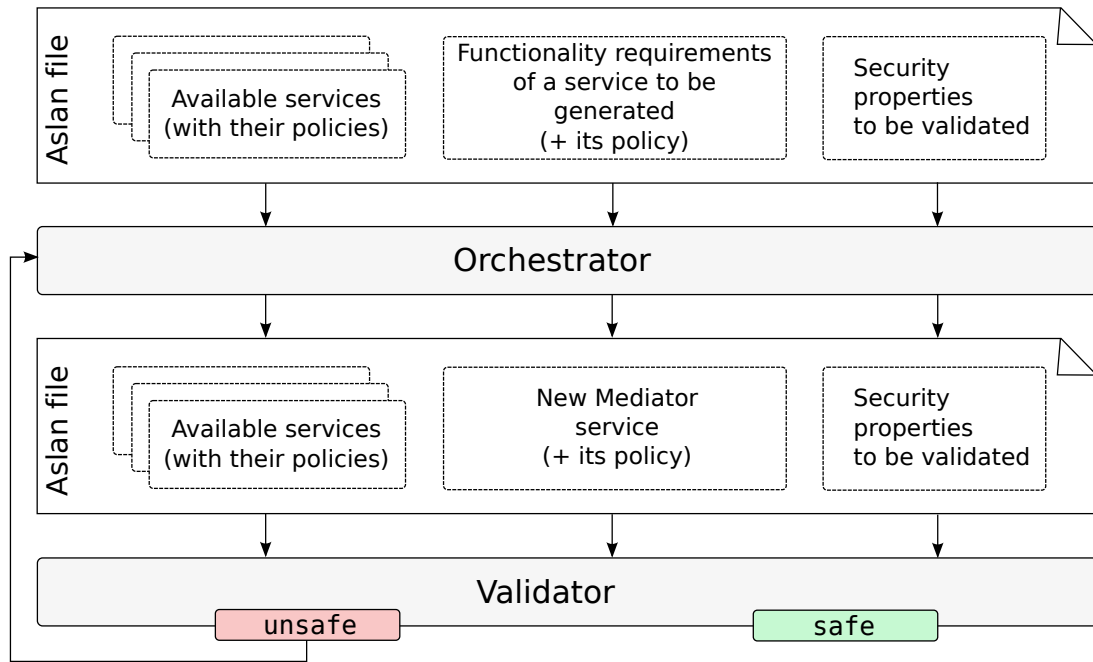 Aslan file
Available services
(with their policies)
Functionality requirements
of a service to be
generated
(+ its policy)
Security
properties
to be validated
Orchestrator
Aslan file
Available services
(with their policies)
New Mediator
service
(+ its policy)
Security
properties
to be validated
Validator
unsafe
safe